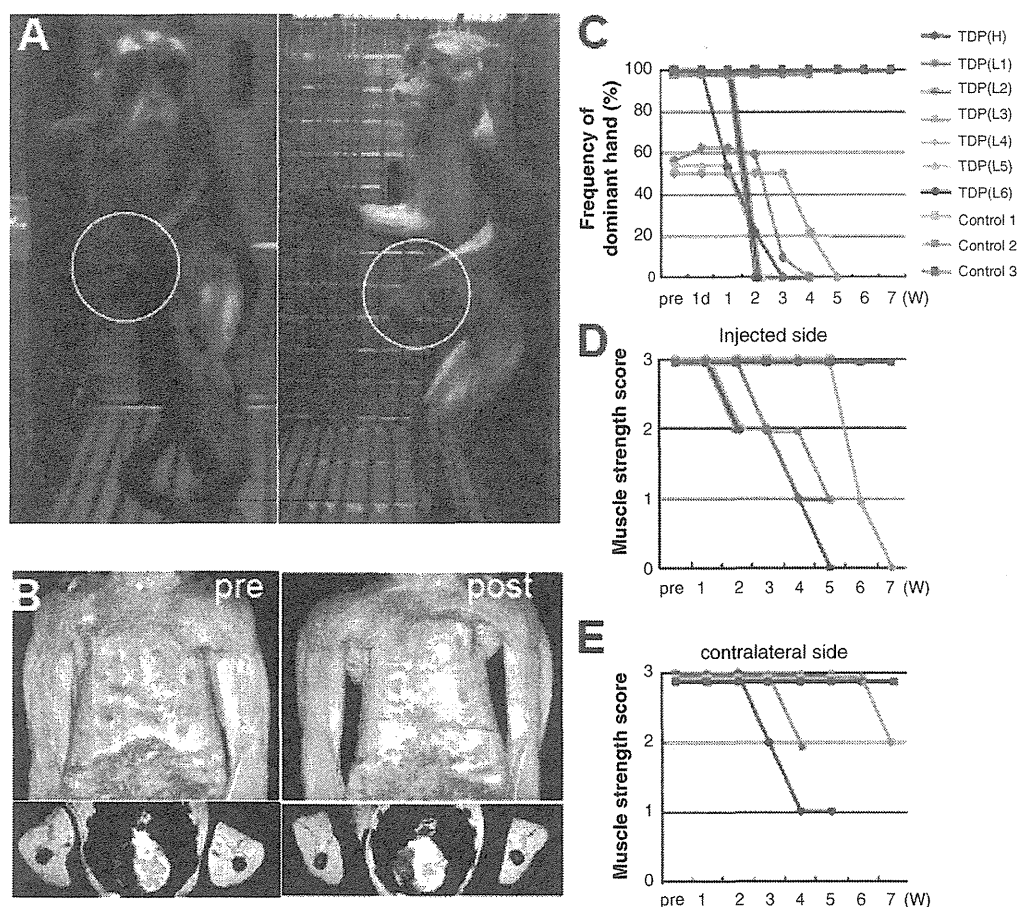 A
B
pre
post
C
Frequency of
dominant hand (%)
100
80
60
40
20
0
pre 1d 1 2 3 4 5 6 7 (W)
TDP(H)
TDP(L1)
TDP(L2)
TDP(L3)
TDP(L4)
TDP(L5)
TDP(L6)
Control 1
Control 2
Control 3
D
Injected side
Muscle strength score
3
2
1
0
pre 1 2 3 4 5 6 7 (W)
E
contralateral side
Muscle strength score
3
2
1
0
pre 1 2 3 4 5 6 7 (W)